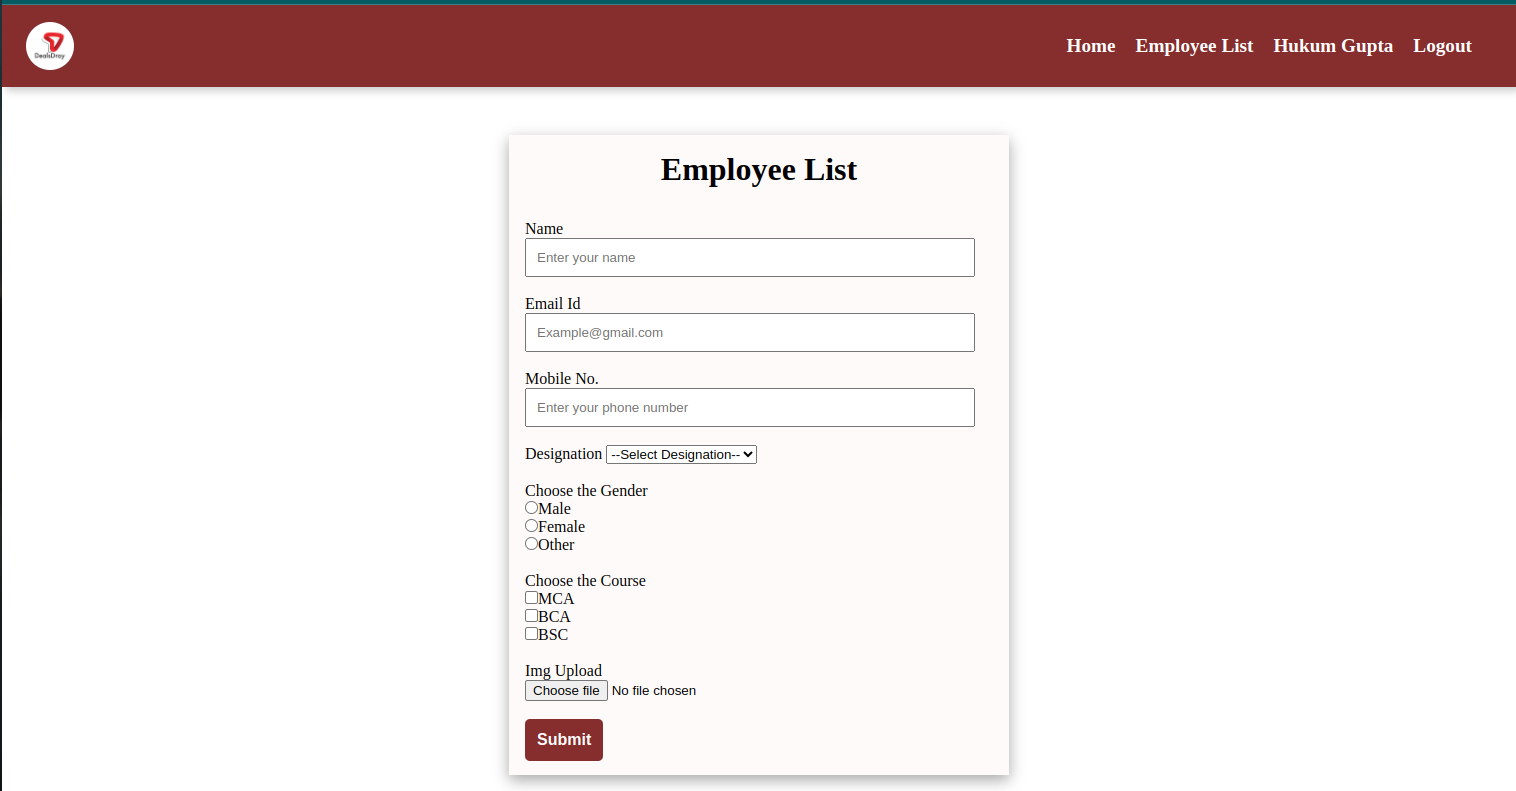 DealsDray
Home Employee List Hukum Gupta Logout
Employee List
Name
Enter your name
Email Id
Example@gmail.com
Mobile No.
Enter your phone number
Designation --Select Designation--
Choose the Gender
Male
Female
Other
Choose the Course
MCA
BCA
BSC
Img Upload
Choose file No file chosen
Submit